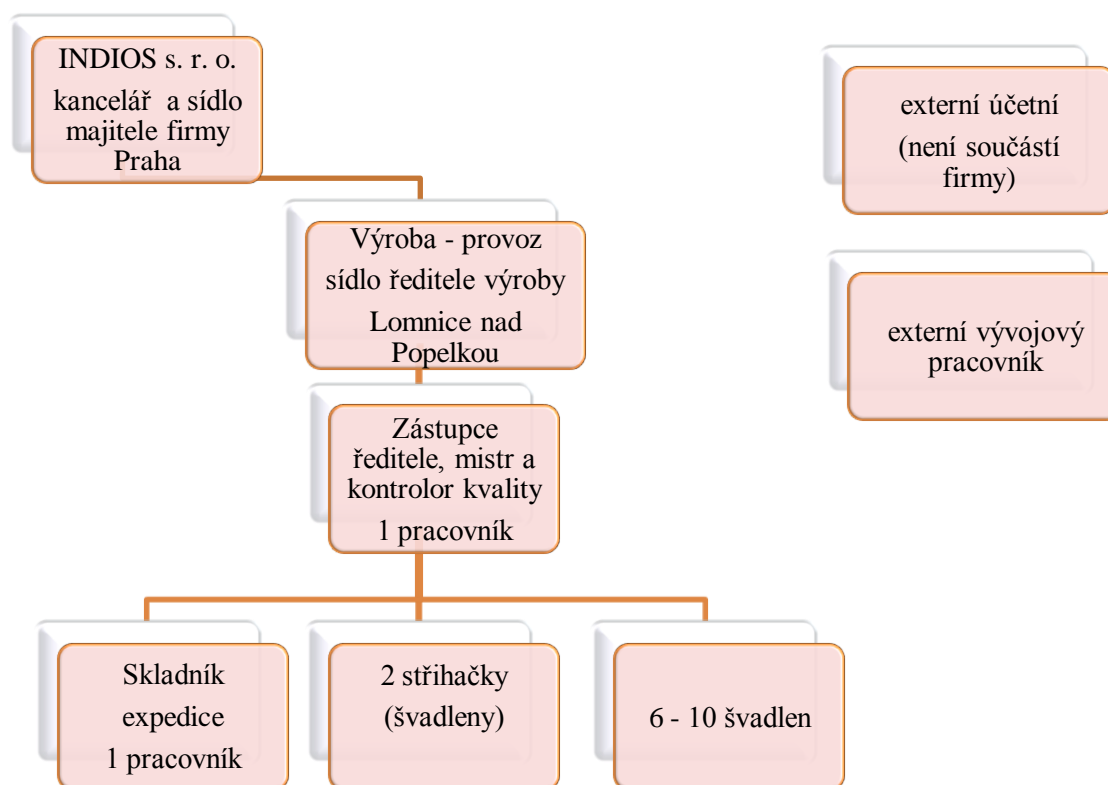 INDIOS s. r. o.
kancelář a sídlo
majitele firmy
Praha
externí účetní
(není součástí
firmy)
Výroba - provoz
sídlo ředitele výroby
Lomnice nad
Popelkou
externí vývojový
pracovník
Zástupce
ředitele, mistr a
kontrolor kvality
1 pracovník
Skladník
expedice
1 pracovník
2 střihačky
(švadleny)
6 - 10 švadlen